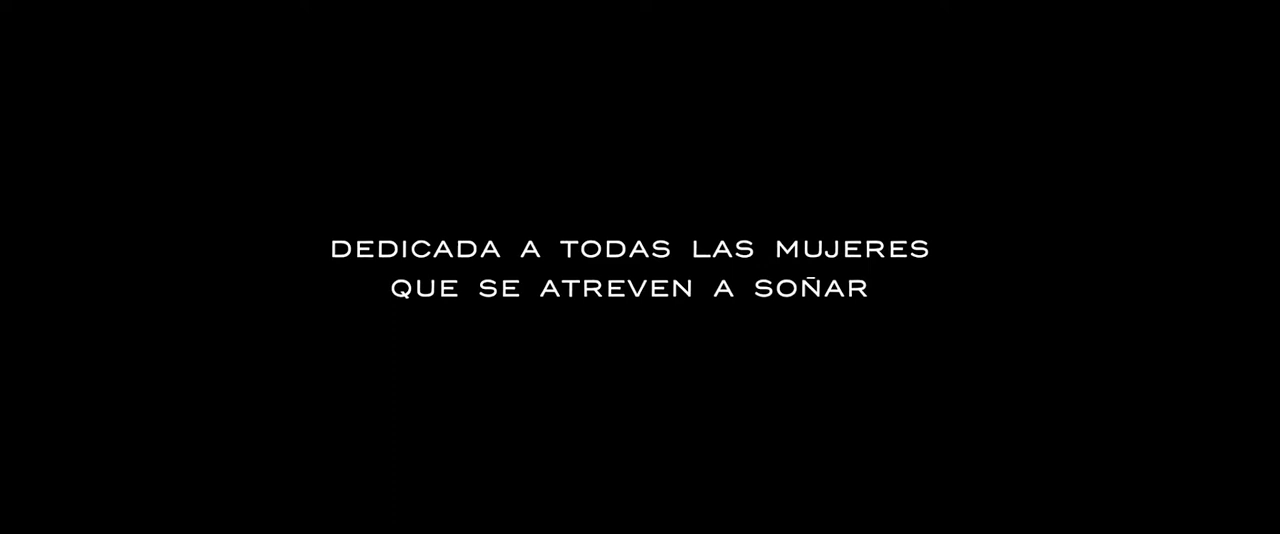 DEDICADA A TODAS LAS MUJERES
QUE SE ATREVEN A SOÑAR